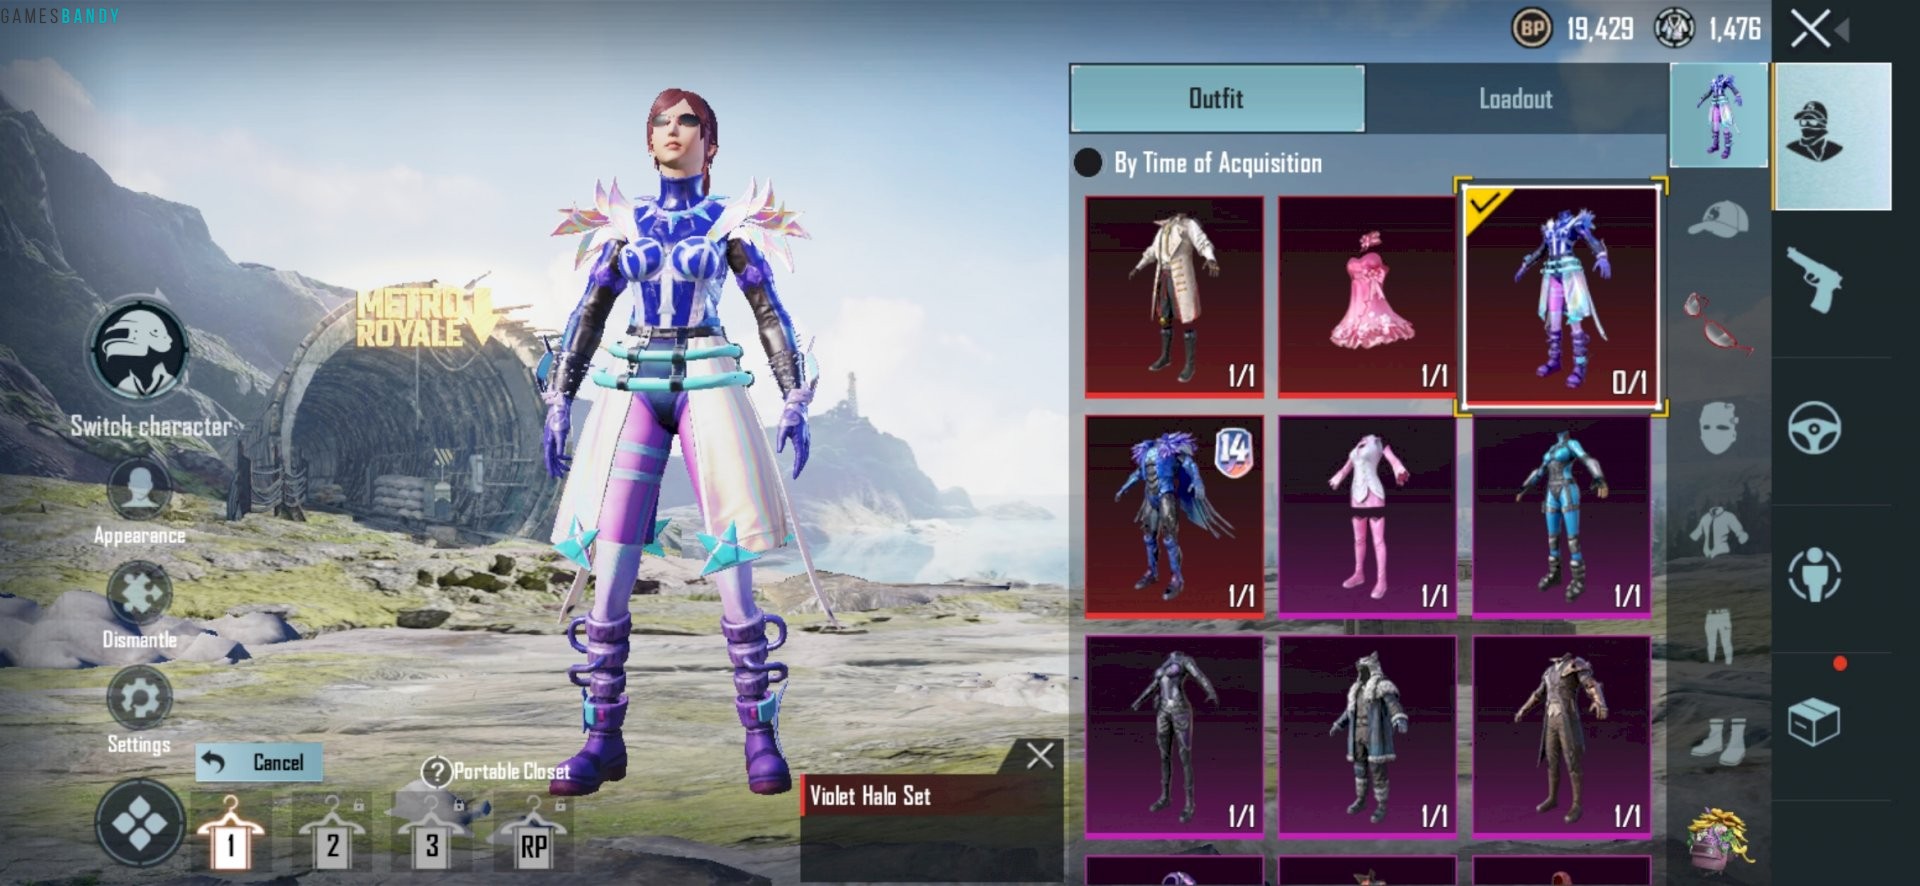 GAMESBANDY
BP 19,429 1,476
Outfit
Loadout
By Time of Acquisition
1/1
1/1
0/1
14
1/1
1/1
1/1
1/1
1/1
1/1
METRO
ROYALE
Switch character
Appearance
Dismantle
Settings
Cancel
? Portable Closet
1
2
3
RP
Violet Halo Set